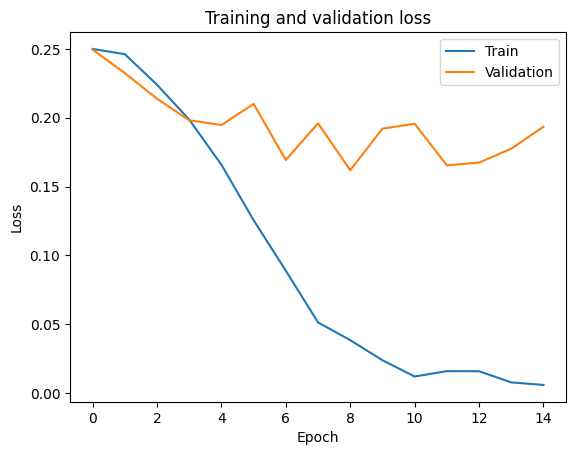 Training and validation loss
Train
Validation
0.25
0.20
0.15
0.10
0.05
0.00
Loss
0 2 4 6 8 10 12 14
Epoch